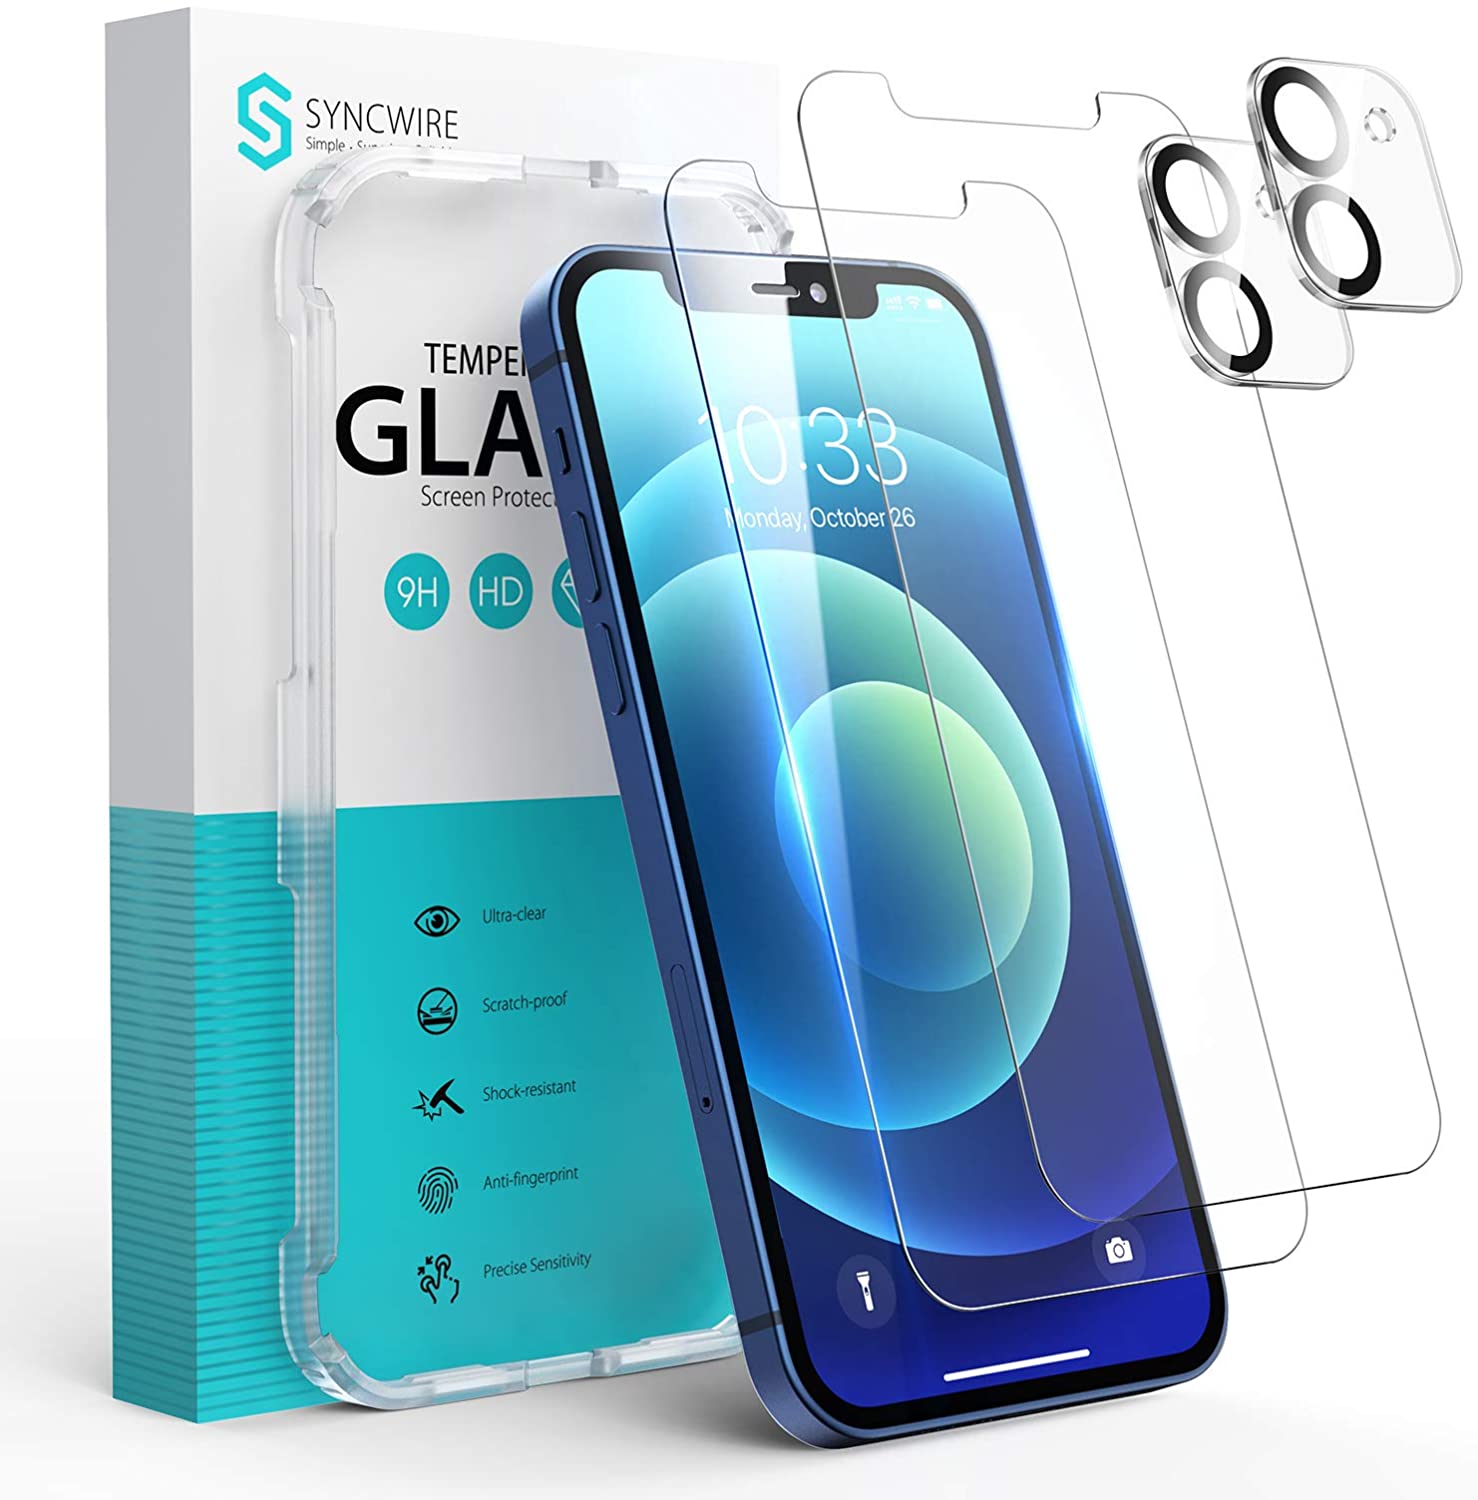 SYNCWIRE
Simple
TEMPE
GLA
Screen Protec
9H HD
Ultra-clear
Scratch-proof
Shock-resistant
Anti-fingerprint
Precise Sensitivity
10:33
Monday, October 26